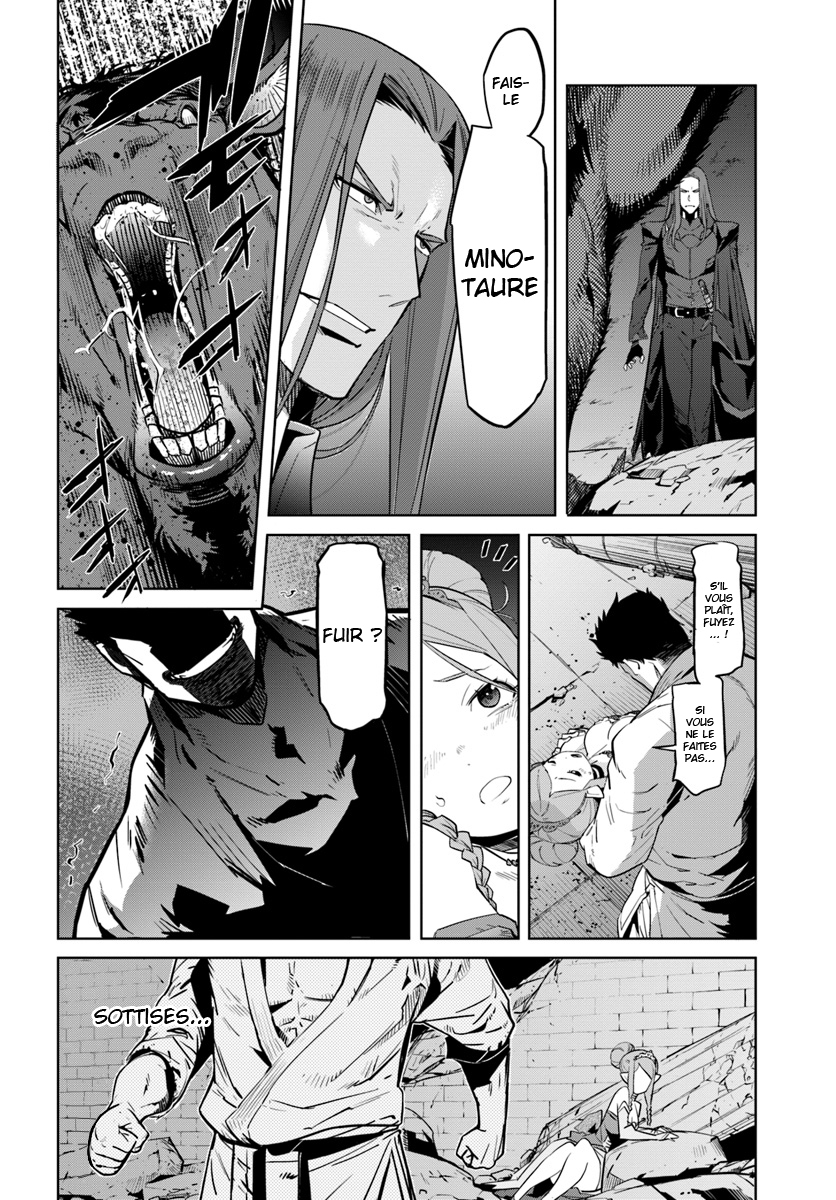 FAIS-
LE
MINO-
TAURE
S'IL
VOUS
PLAÎT,
FUYEZ
... !
SI
VOUS
NE LE
FAITES
PAS...
FUIR ?
SOTTISES...